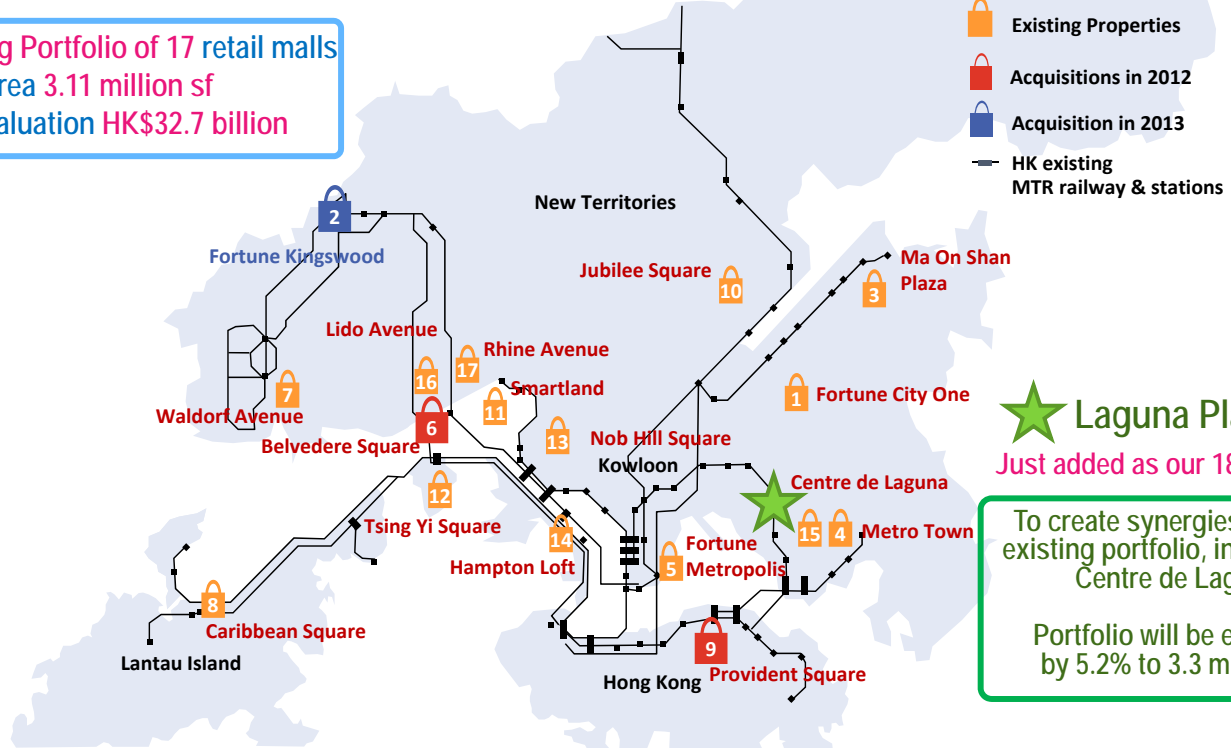 g Portfolio of 17 retail malls
rea 3.11 million sf
aluation HK$32.7 billion
Existing Properties
Acquisitions in 2012
Acquisition in 2013
HK existing
MTR railway & stations
2
Fortune Kingswood
New Territories
Jubilee Square
10
Ma On Shan
Plaza
3
Lido Avenue
16
17
Rhine Avenue
Smartland
11
7
Waldorf Avenue
6
Belvedere Square
13
Nob Hill Square
Kowloon
1
Fortune City One
Laguna Pl
Just added as our 18
12
Tsing Yi Square
14
Hampton Loft
Centre de Laguna
15
4
Metro Town
5
Fortune
Metropolis
8
Caribbean Square
Lantau Island
9
Provident Square
Hong Kong
To create synergies
existing portfolio, in
Centre de Lag
Portfolio will be e
by 5.2% to 3.3 m